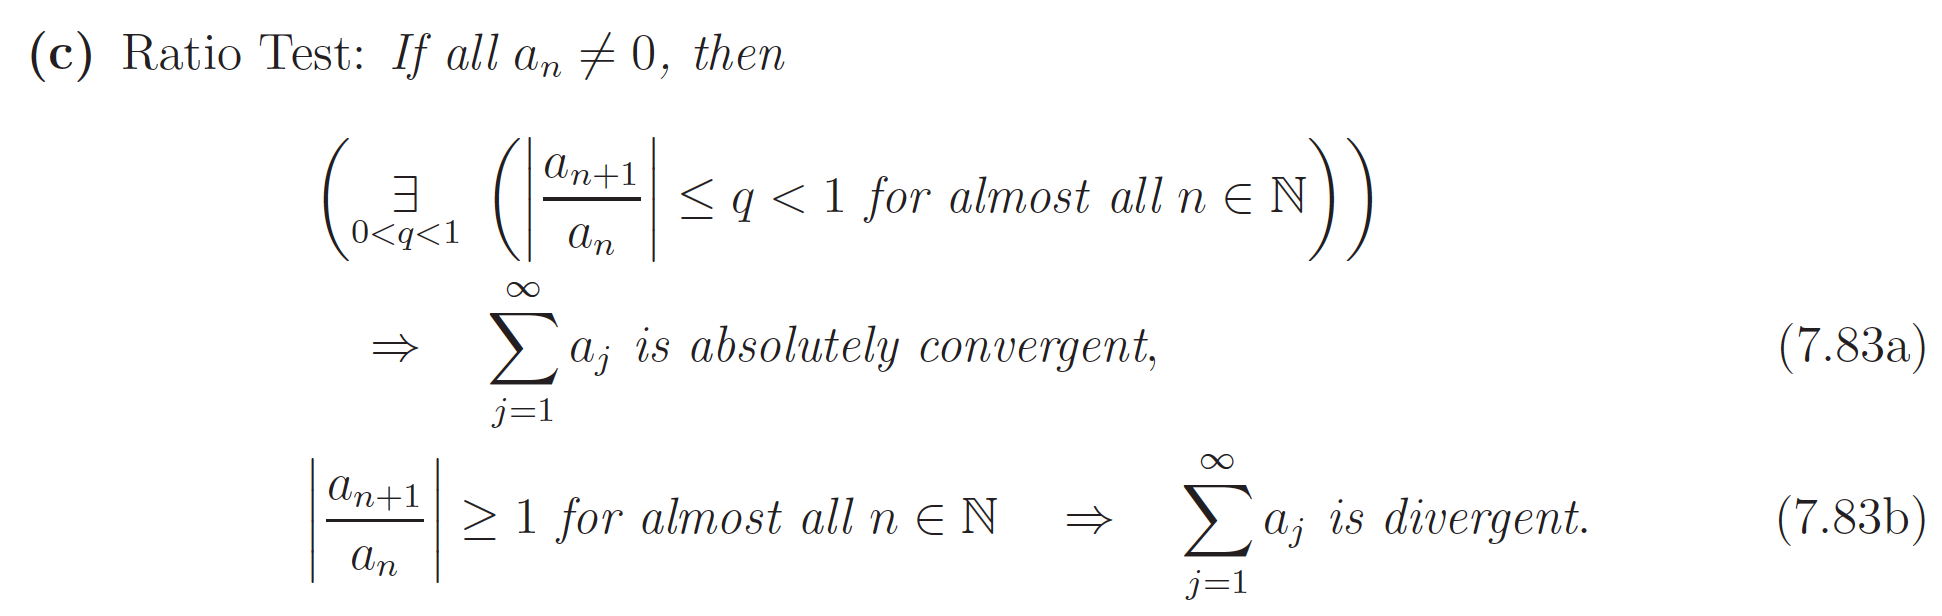 (c) Ratio Test: If all aₙ ≠ 0, then
( ∃_{0<q<1} ( |a_{n+1}/a_n| ≤ q < 1 for almost all n ∈ ℕ ) )
⇒ ∑_{j=1}^{∞} a_j is absolutely convergent, (7.83a)
|a_{n+1}/a_n| ≥ 1 for almost all n ∈ ℕ ⇒ ∑_{j=1}^{∞} a_j is divergent. (7.83b)